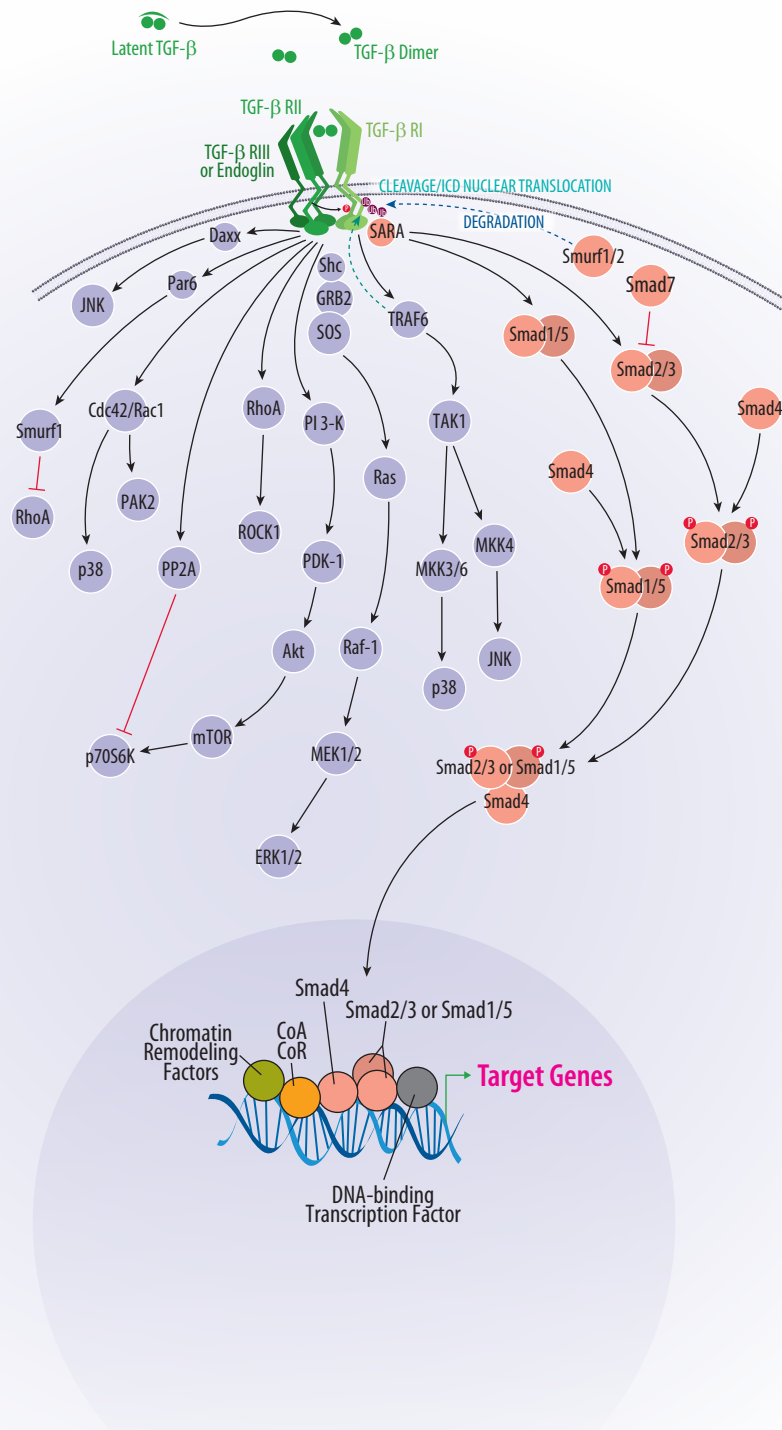 Latent TGF-β
TGF-β Dimer
TGF-β RII
TGF-β RI
TGF-β RIII
or Endoglin
CLEAVAGE/ICD NUCLEAR TRANSLOCATION
P
Ub
Ub
Ub
DEGRADATION
Daxx
SARA
Smurf1/2
Shc
Par6
Smad7
JNK
GRB2
TRAF6
SOS
Smad1/5
Smad2/3
Cdc42/Rac1
RhoA
PI 3-K
TAK1
Smad4
Smurf1
Smad4
Ras
PAK2
RhoA
ROCK1
P
P
Smad2/3
MKK4
p38
PP2A
PDK-1
MKK3/6
P
P
Smad1/5
Akt
Raf-1
JNK
p38
mTOR
p70S6K
MEK1/2
P
P
Smad2/3 or Smad1/5
Smad4
ERK1/2
Smad4
Smad2/3 or Smad1/5
Chromatin
Remodeling
Factors
CoA
CoR
Target Genes
DNA-binding
Transcription Factor